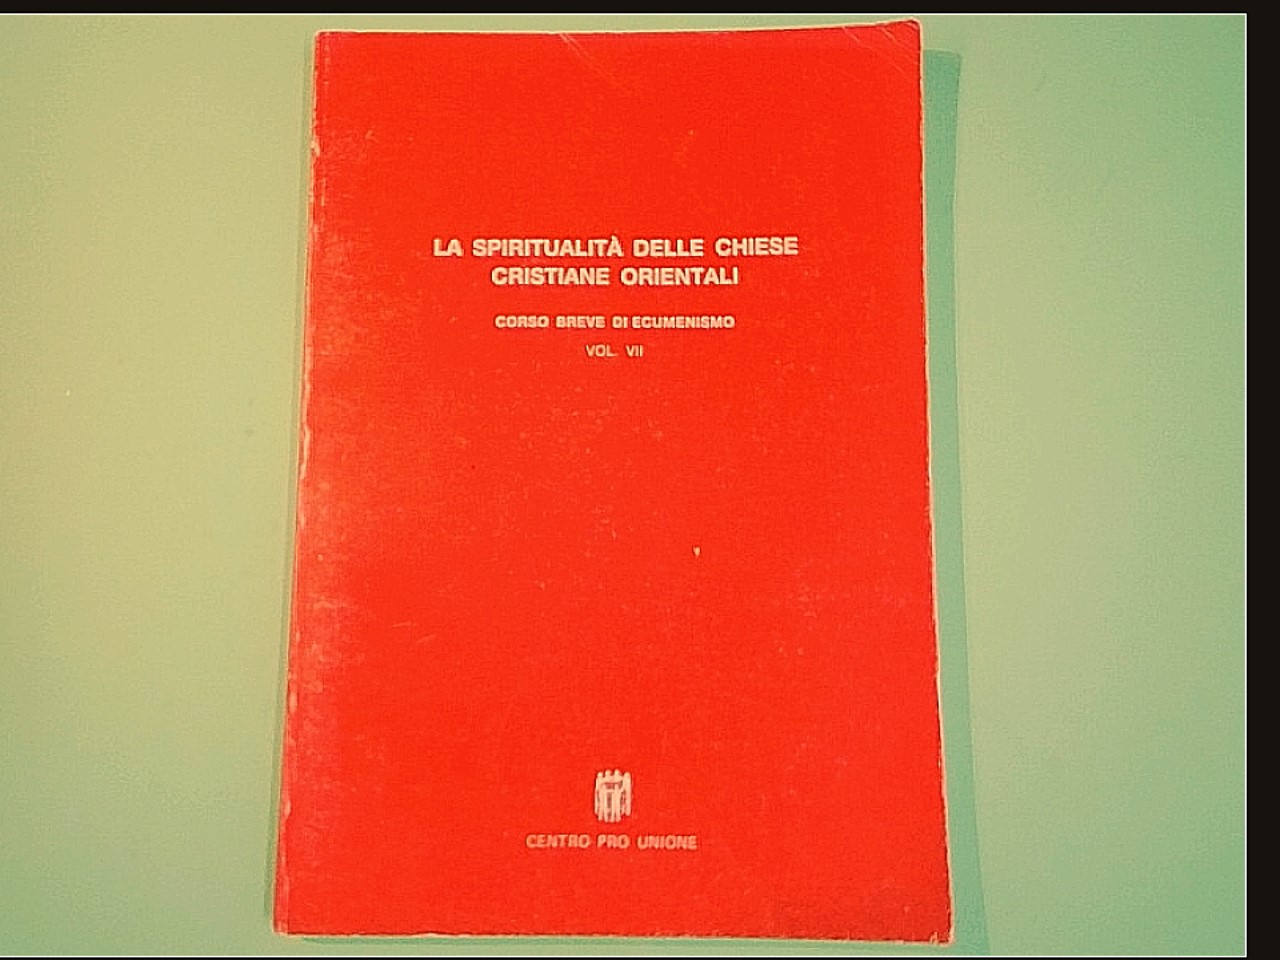 LA SPIRITUALITÀ DELLE CHIESE
CRISTIANE ORIENTALI
CORSO BREVE DI ECUMENISMO
VOL. VII
CENTRO PRO UNIONE